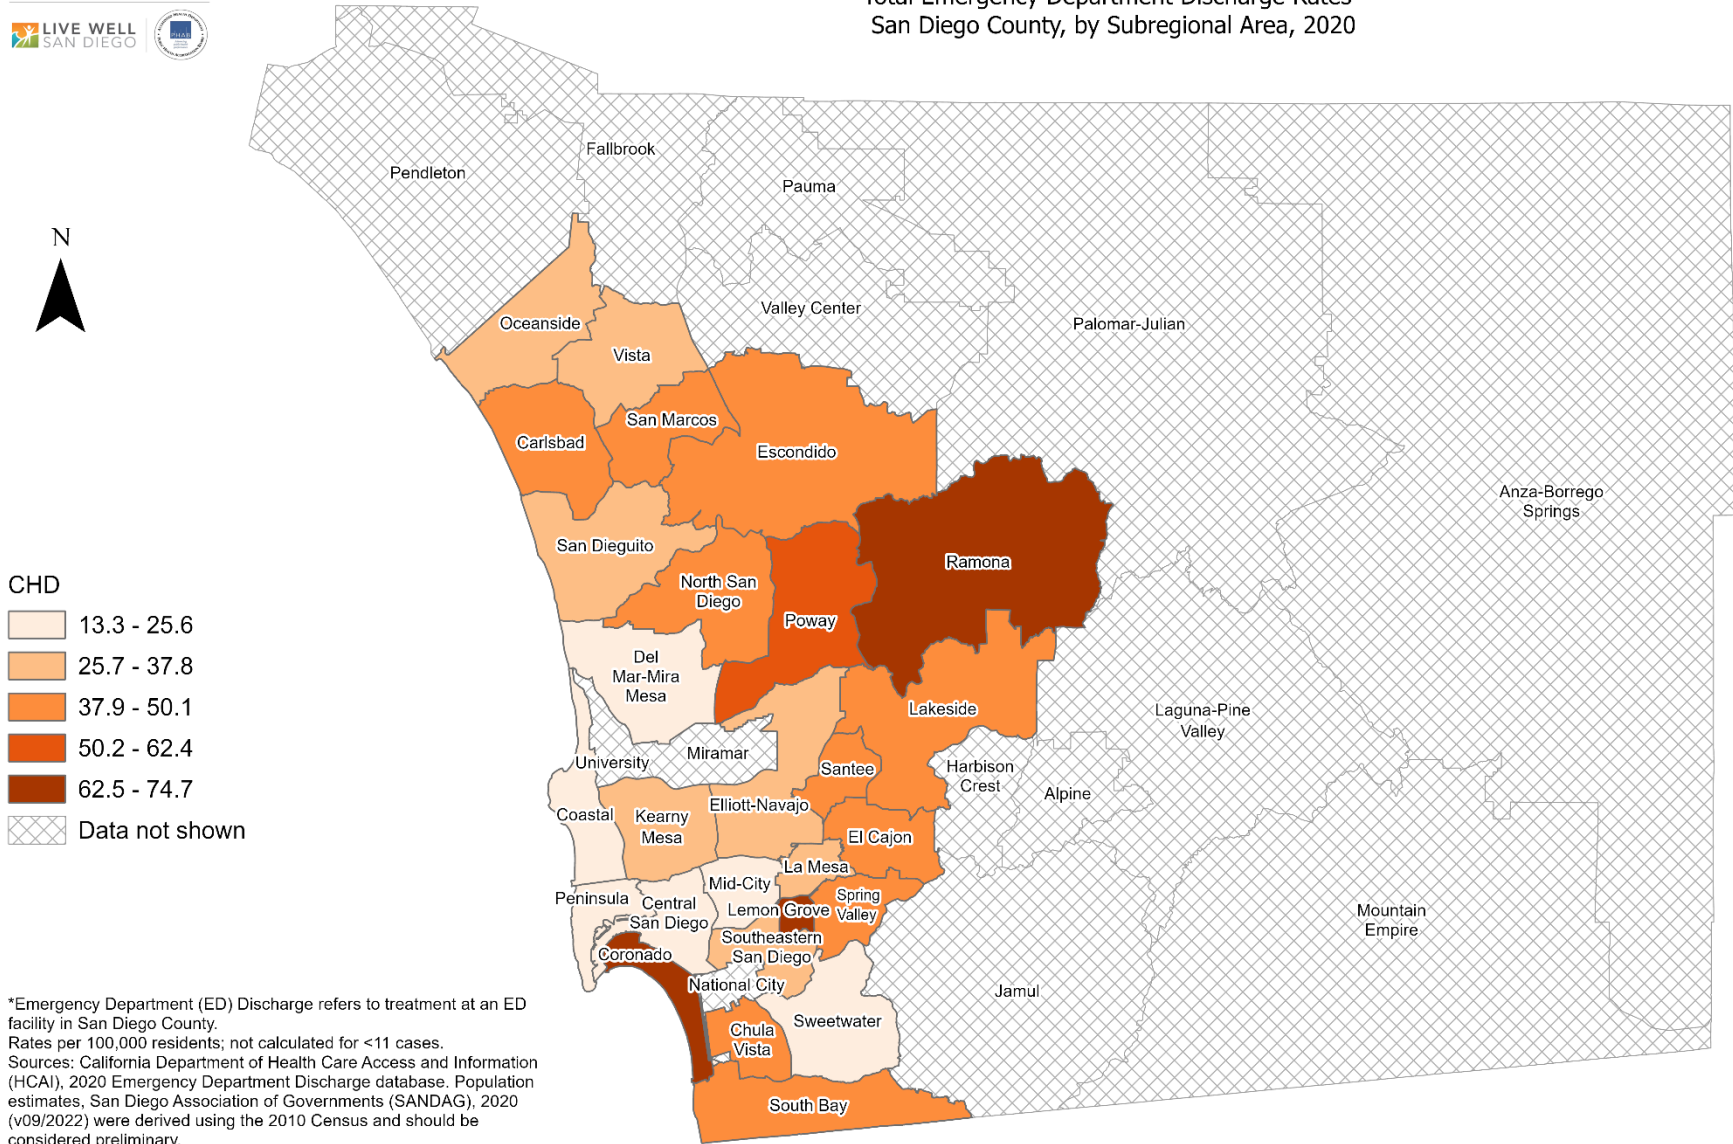 Total Emergency Department Discharge Rates
San Diego County, by Subregional Area, 2020
LIVE WELL
SAN DIEGO
PHAB
Fallbrook
Pendleton
Pauma
N
Valley Center
Oceanside
Palomar-Julian
Vista
San Marcos
Carlsbad
Escondido
Anza-Borrego
Springs
San Dieguito
Ramona
North San
Diego
Poway
CHD
13.3 - 25.6
25.7 - 37.8
37.9 - 50.1
50.2 - 62.4
62.5 - 74.7
Data not shown
Del
Mar-Mira
Mesa
Lakeside
Laguna-Pine
Valley
Miramar
University
Santee
Harbison
Crest
Alpine
Elliott-Navajo
Coastal
Kearny
Mesa
El Cajon
La Mesa
Mid-City
Peninsula
Central
San Diego
Lemon Grove
Spring
Valley
Mountain
Empire
Southeastern
San Diego
Coronado
National City
Jamul
Sweetwater
Chula
Vista
South Bay
*Emergency Department (ED) Discharge refers to treatment at an ED
facility in San Diego County.
Rates per 100,000 residents; not calculated for <11 cases.
Sources: California Department of Health Care Access and Information
(HCAI), 2020 Emergency Department Discharge database. Population
estimates, San Diego Association of Governments (SANDAG), 2020
(v09/2022) were derived using the 2010 Census and should be
considered preliminary.